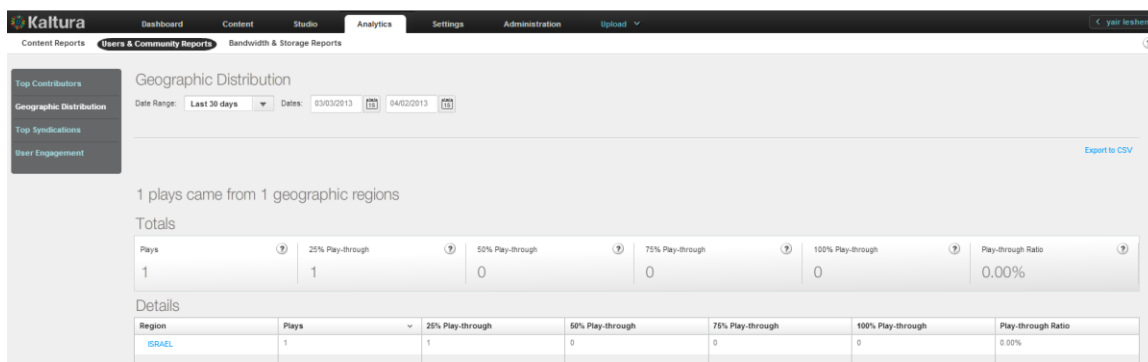 Kaltura Dashboard Content Studio Analytics Settings Administration Upload yair leshem
Content Reports Users & Community Reports Bandwidth & Storage Reports
Top Contributors
Geographic Distribution
Top Syndications
User Engagement
Geographic Distribution
Date Range: Last 30 days Dates: 03/03/2013 04/02/2013
Export to CSV
1 plays came from 1 geographic regions
Totals
Plays ? 25% Play-through ? 50% Play-through ? 75% Play-through ? 100% Play-through ? Play-through Ratio ?
1 1 0 0 0 0.00%
Details
Region Plays 25% Play-through 50% Play-through 75% Play-through 100% Play-through Play-through Ratio
ISRAEL 1 1 0 0 0 0.00%